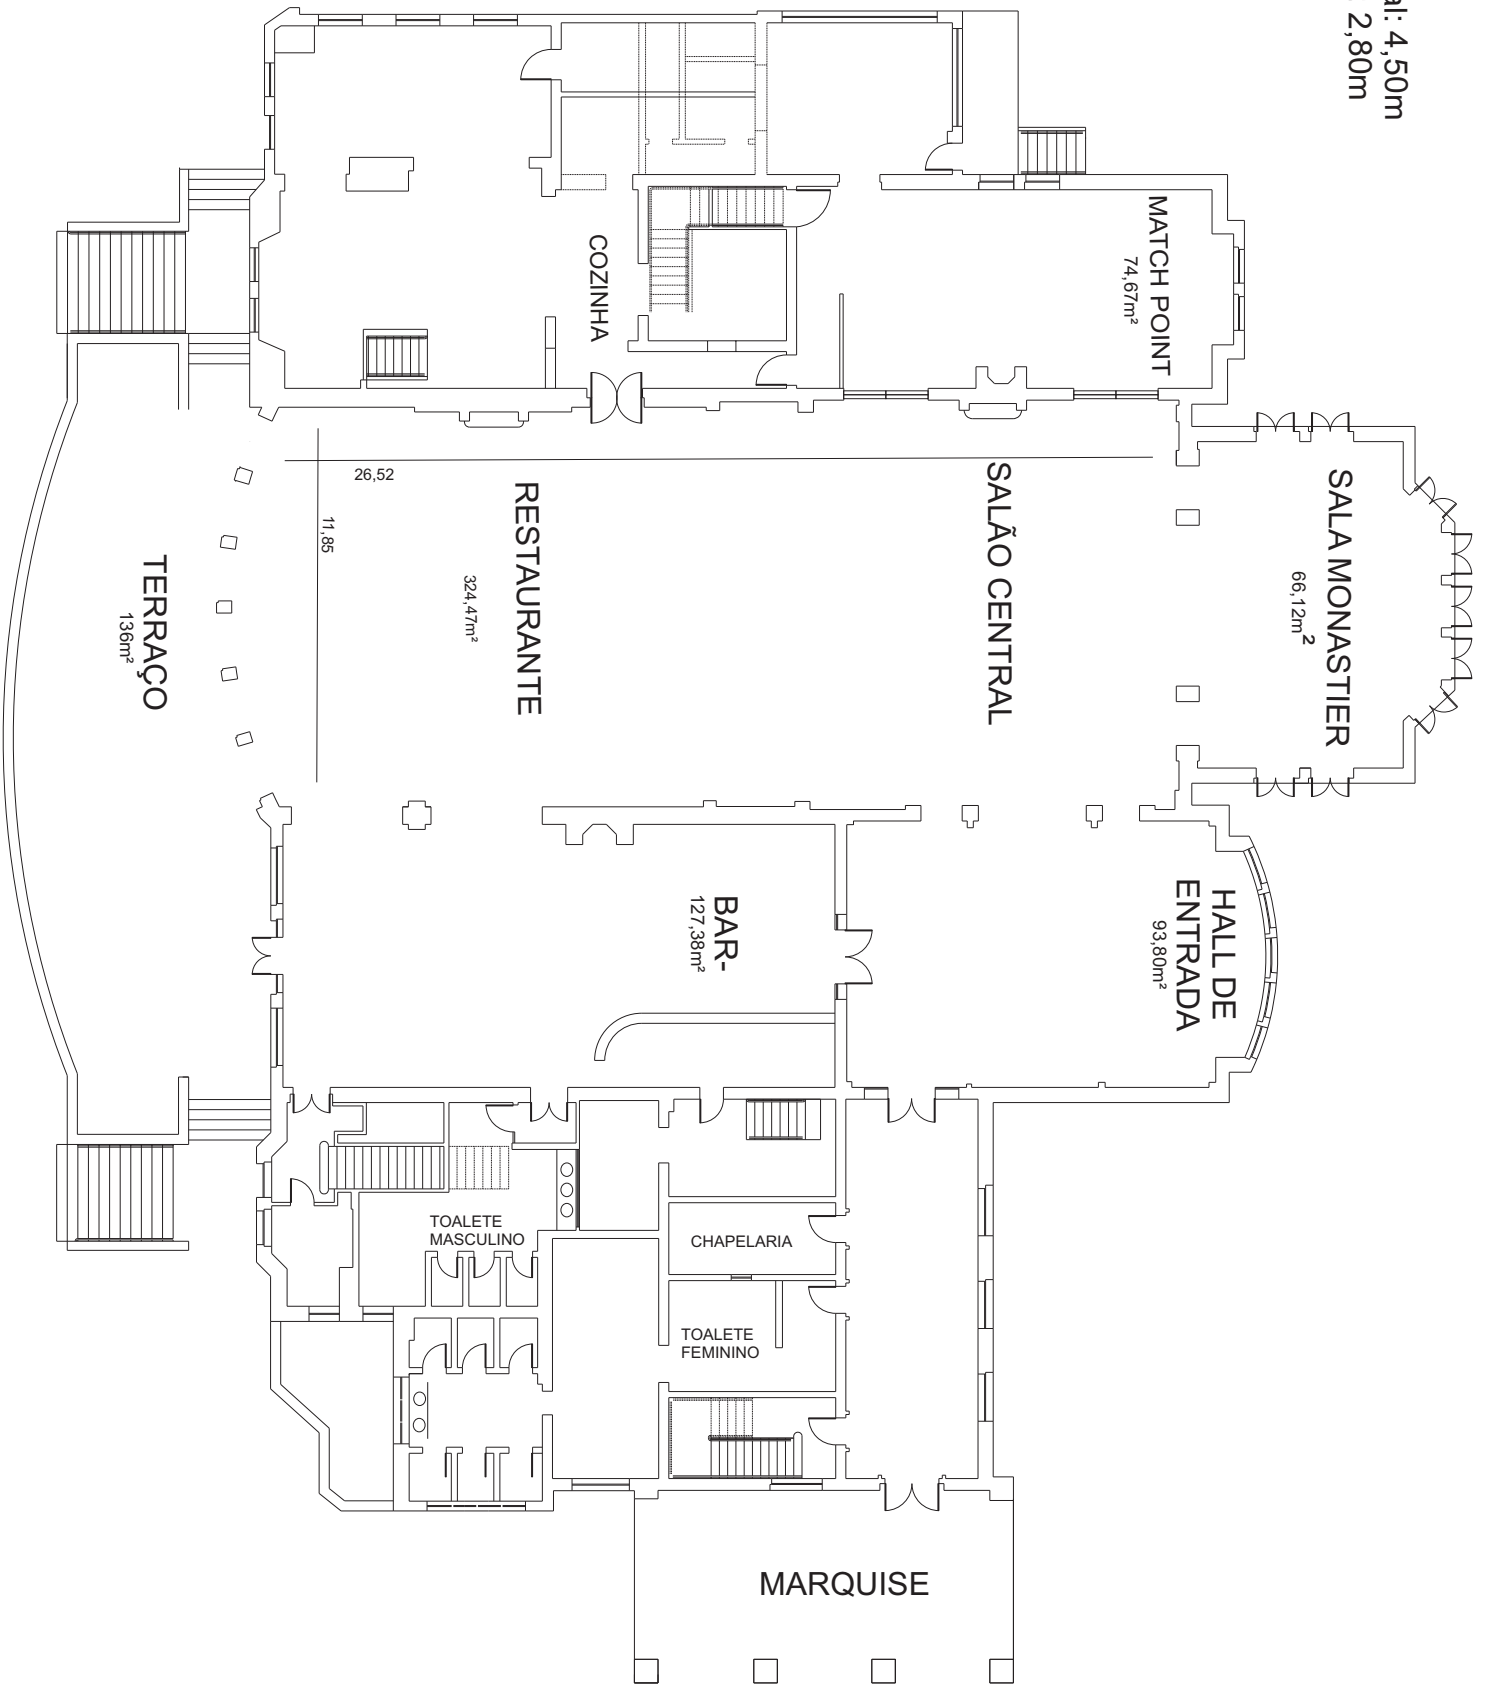 al: 4,50m
: 2,80m
MATCH POINT
74,67m²
COZINHA
SALA MONASTIER
66,12m²
SALÃO CENTRAL
26,52
11,85
RESTAURANTE
324,47m²
TERRAÇO
136m²
HALL DE
ENTRADA
93,80m²
BAR-
127,38m²
TOALETE
MASCULINO
CHAPELARIA
TOALETE
FEMININO
MARQUISE